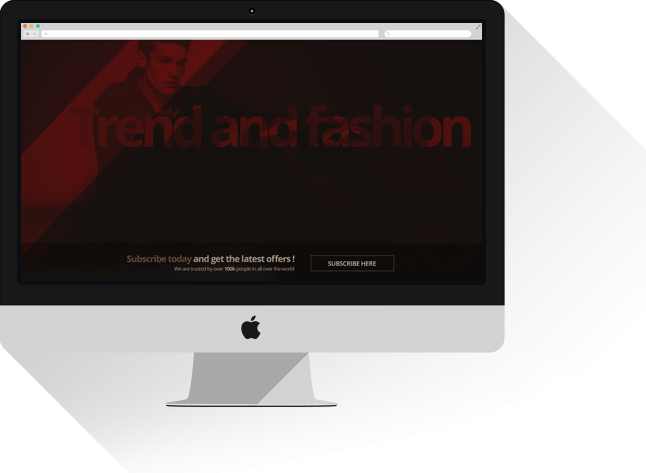 Trend and fashion
Subscribe today and get the latest offers !
We are trusted by over 100k people in all over the world
SUBSCRIBE HERE